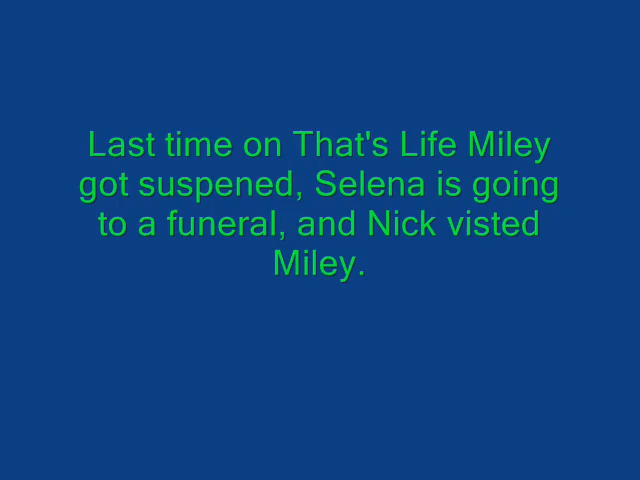 Last time on That's Life Miley
got suspened, Selena is going
to a funeral, and Nick visted
Miley.